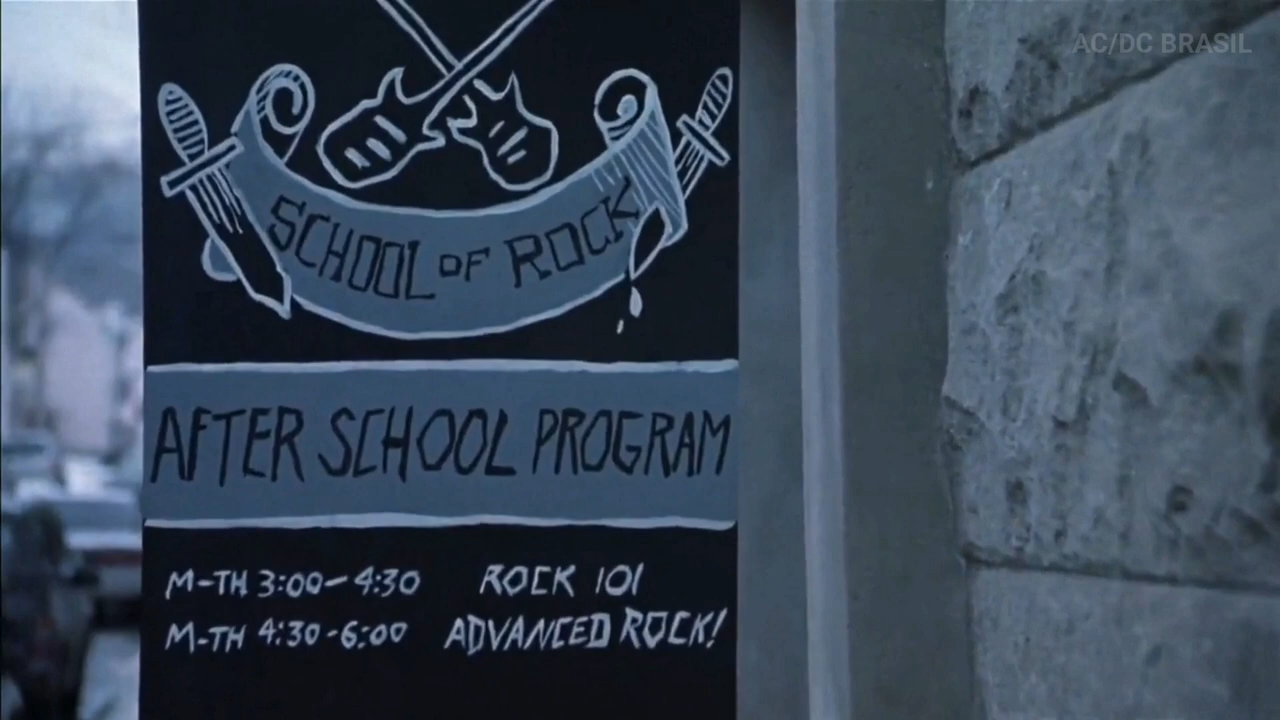 AC/DC BRASIL
SCHOOL OF ROCK
AFTER SCHOOL PROGRAM
M-TH 3:00-4:30 ROCK 101
M-TH 4:30-6:00 ADVANCED ROCK!